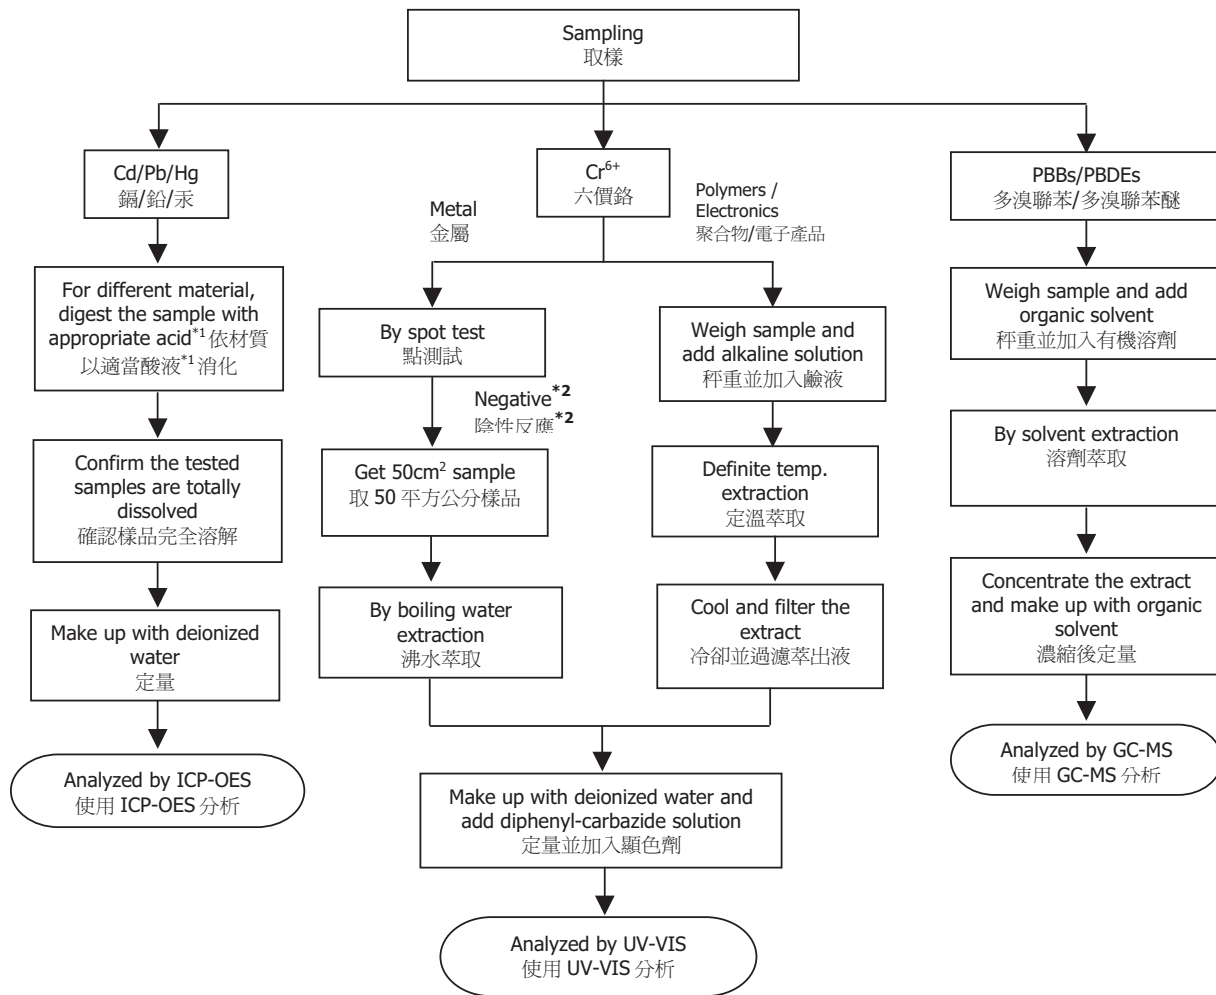 Sampling
取樣
Cd/Pb/Hg
鎘/鉛/汞
Cr6+
六價鉻
PBBs/PBDEs
多溴聯苯/多溴聯苯醚
Metal
金屬
Polymers /
Electronics
聚合物/電子產品
For different material,
digest the sample with
appropriate acid*1 依材質
以適當酸液*1 消化
By spot test
點測試
Weigh sample and
add alkaline solution
秤重並加入鹼液
Weigh sample and add
organic solvent
秤重並加入有機溶劑
Negative*2
陰性反應*2
Confirm the tested
samples are totally
dissolved
確認樣品完全溶解
Get 50cm2 sample
取 50 平方公分樣品
Definite temp.
extraction
定溫萃取
By solvent extraction
溶劑萃取
Make up with deionized
water
定量
By boiling water
extraction
沸水萃取
Cool and filter the
extract
冷卻並過濾萃出液
Concentrate the extract
and make up with organic
solvent
濃縮後定量
Analyzed by ICP-OES
使用 ICP-OES 分析
Make up with deionized water and
add diphenyl-carbazide solution
定量並加入顯色劑
Analyzed by GC-MS
使用 GC-MS 分析
Analyzed by UV-VIS
使用 UV-VIS 分析